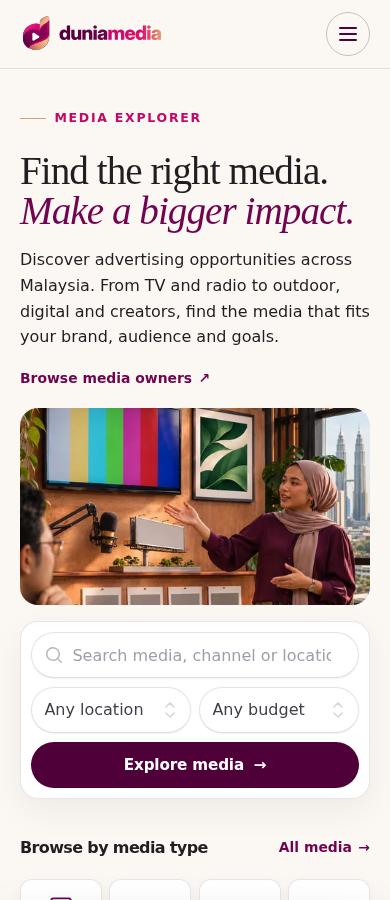 duniamedia
MEDIA EXPLORER
Find the right media.
Make a bigger impact.
Discover advertising opportunities across
Malaysia. From TV and radio to outdoor,
digital and creators, find the media that fits
your brand, audience and goals.
Browse media owners ↗
Search media, channel or locatic
Any location
Any budget
Explore media →
Browse by media type
All media →